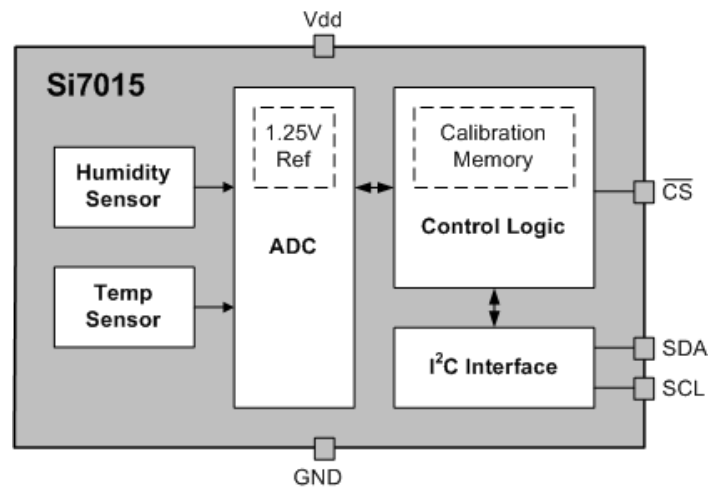 Vdd
Si7015
1.25V
Ref
Calibration
Memory
Humidity
Sensor
C̅S̅
Control Logic
ADC
Temp
Sensor
SDA
I²C Interface
SCL
GND